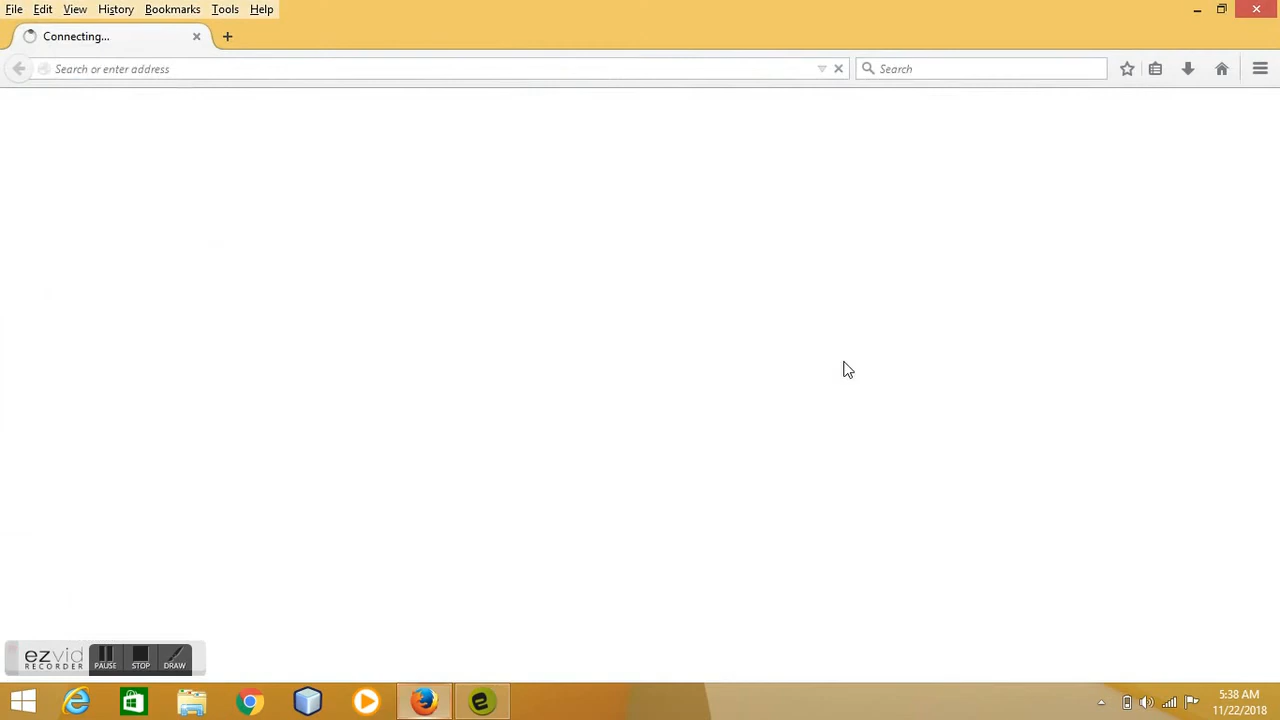 File Edit View History Bookmarks Tools Help
Connecting...
Search or enter address
Search
ezvid
RECORDER
PAUSE STOP DRAW
5:38 AM
11/22/2018